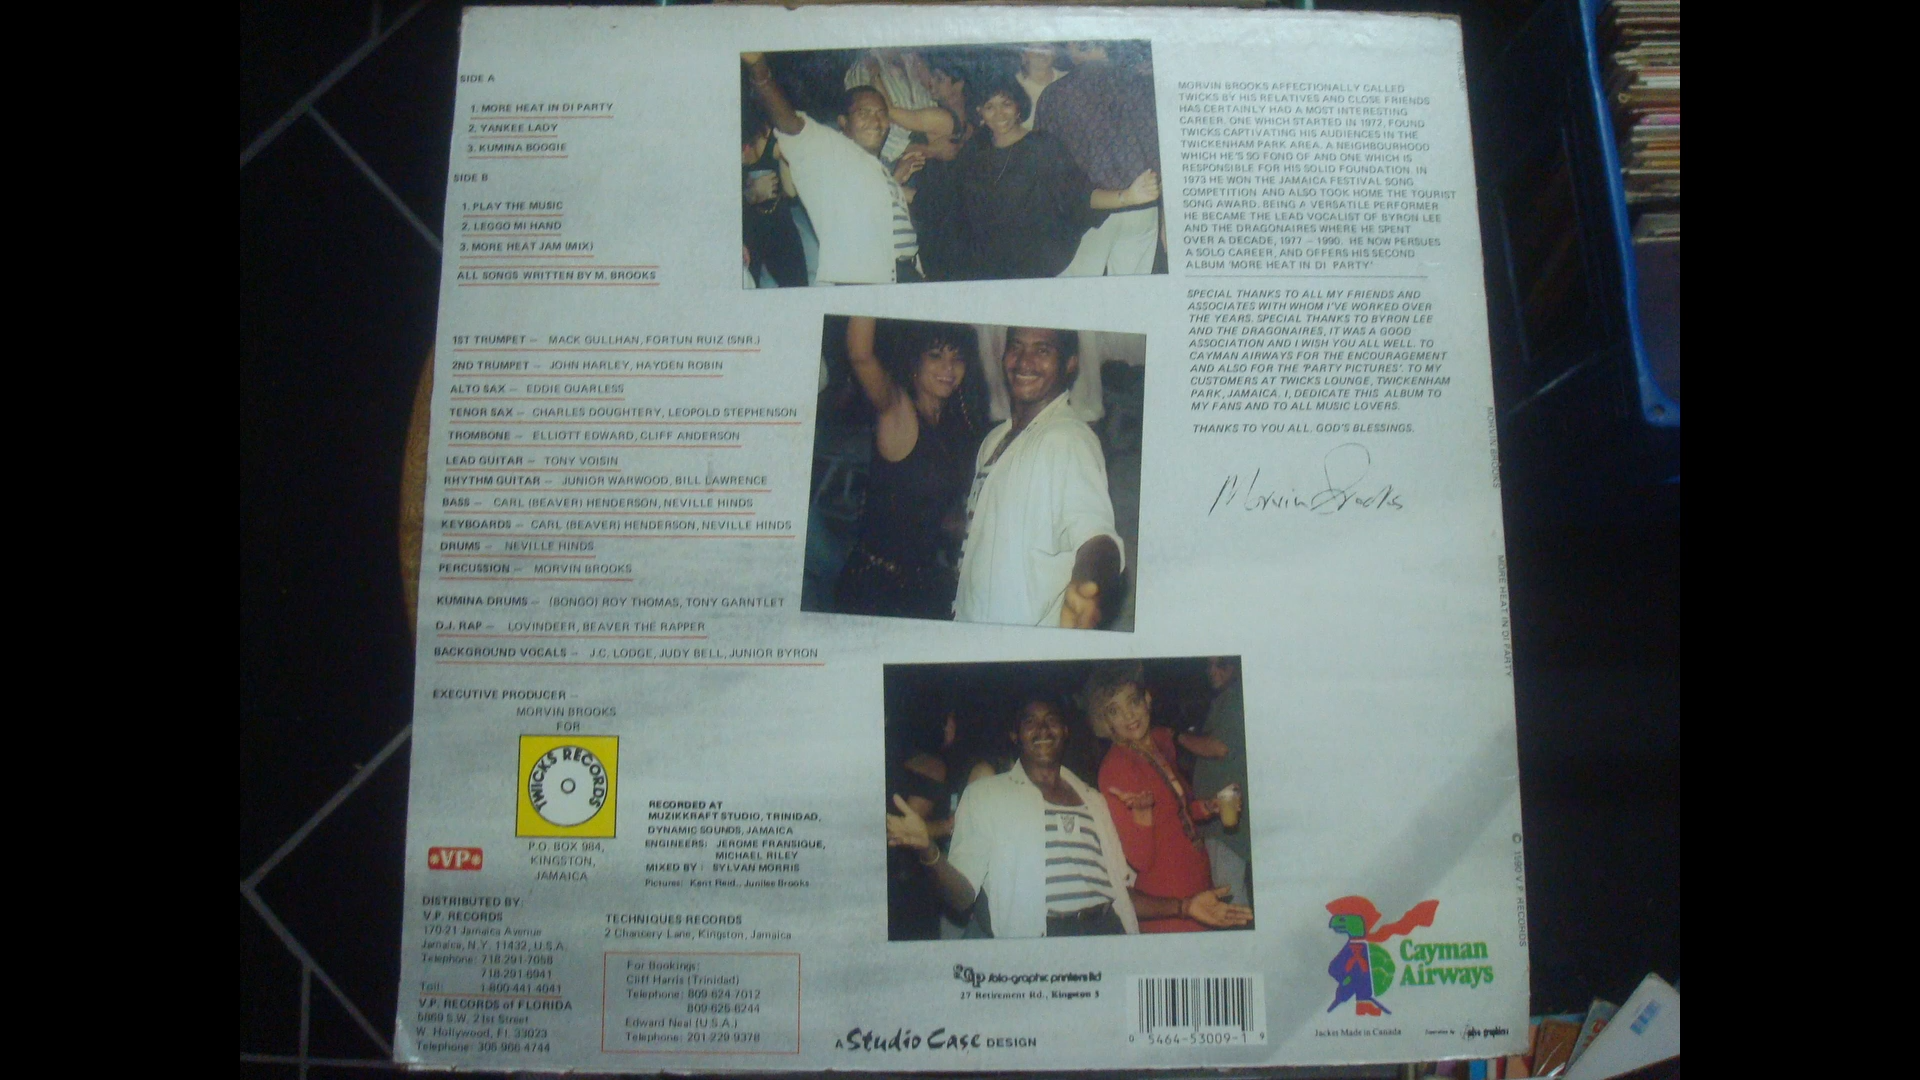 SIDE A
1. MORE HEAT IN DI PARTY
2. YANKEE LADY
3. KUMINA BOOGIE
SIDE B
1. PLAY THE MUSIC
2. LEGGO MI HAND
3. MORE HEAT JAM (MIX)
ALL SONGS WRITTEN BY M. BROOKS
1ST TRUMPET – MACK GULLHAN, FORTUN RUIZ (SNR.)
2ND TRUMPET – JOHN HARLEY, HAYDEN ROBIN
ALTO SAX – EDDIE QUARLESS
TENOR SAX – CHARLES DOUGHTERY, LEOPOLD STEPHENSON
TROMBONE – ELLIOTT EDWARD, CLIFF ANDERSON
LEAD GUITAR – TONY VOISIN
RHYTHM GUITAR – JUNIOR WARWOOD, BILL LAWRENCE
BASS – CARL (BEAVER) HENDERSON, NEVILLE HINDS
KEYBOARDS – CARL (BEAVER) HENDERSON, NEVILLE HINDS
DRUMS – NEVILLE HINDS
PERCUSSION – MORVIN BROOKS
KUMINA DRUMS – (BONGO) ROY THOMAS, TONY GARNTLET
D.J. RAP – LOVINDEER, BEAVER THE RAPPER
BACKGROUND VOCALS – J.C. LODGE, JUDY BELL, JUNIOR BYRON
EXECUTIVE PRODUCER –
MORVIN BROOKS
FOR
TWICKS RECORDS
P.O. BOX 984,
KINGSTON,
JAMAICA
VP
DISTRIBUTED BY:
V.P. RECORDS
170-21 Jamaica Avenue
Jamaica, N.Y. 11432, U.S.A.
Telephone: 718-291-7058
718-291-6941
Toll: 1-800-441-4041
V.P. RECORDS of FLORIDA
5869 S.W. 21st Street
W. Hollywood, Fl. 33023
Telephone: 305-966-4744
RECORDED AT
MUZIKKRAFT STUDIO, TRINIDAD,
DYNAMIC SOUNDS, JAMAICA
ENGINEERS: JEROME FRANSIQUE,
MICHAEL RILEY
MIXED BY: SYLVAN MORRIS
Pictures: Kent Reid., Junilee Brooks
TECHNIQUES RECORDS
2 Chancery Lane, Kingston, Jamaica
For Bookings:
Cliff Harris (Trinidad)
Telephone: 809-624-7012
809-625-6244
Edward Neal (U.S.A.)
Telephone: 201-229-9378
MORVIN BROOKS AFFECTIONALLY CALLED
TWICKS BY HIS RELATIVES AND CLOSE FRIENDS
HAS CERTAINLY HAD A MOST INTERESTING
CAREER. ONE WHICH STARTED IN 1972, FOUND
TWICKS CAPTIVATING HIS AUDIENCES IN THE
TWICKENHAM PARK AREA. A NEIGHBOURHOOD
WHICH HE'S SO FOND OF AND ONE WHICH IS
RESPONSIBLE FOR HIS SOLID FOUNDATION. IN
1973 HE WON THE JAMAICA FESTIVAL SONG
COMPETITION AND ALSO TOOK HOME THE TOURIST
SONG AWARD. BEING A VERSATILE PERFORMER
HE BECAME THE LEAD VOCALIST OF BYRON LEE
AND THE DRAGONAIRES WHERE HE SPENT
OVER A DECADE, 1977 – 1990. HE NOW PERSUES
A SOLO CAREER, AND OFFERS HIS SECOND
ALBUM 'MORE HEAT IN DI PARTY'
SPECIAL THANKS TO ALL MY FRIENDS AND
ASSOCIATES WITH WHOM I'VE WORKED OVER
THE YEARS. SPECIAL THANKS TO BYRON LEE
AND THE DRAGONAIRES, IT WAS A GOOD
ASSOCIATION AND I WISH YOU ALL WELL. TO
CAYMAN AIRWAYS FOR THE ENCOURAGEMENT
AND ALSO FOR THE 'PARTY PICTURES'. TO MY
CUSTOMERS AT TWICKS LOUNGE, TWICKENHAM
PARK, JAMAICA. I, DEDICATE THIS ALBUM TO
MY FANS AND TO ALL MUSIC LOVERS.
THANKS TO YOU ALL. GOD'S BLESSINGS.
Morvin Brooks
MORVIN BROOKS
MORE HEAT IN DI PARTY
© 1990 V.P. RECORDS
SGP solo-graphic printers ltd
27 Retirement Rd., Kingston 5
A Studio Case DESIGN
0 5464-53009-1 9
Cayman
Airways
Jacket Made in Canada